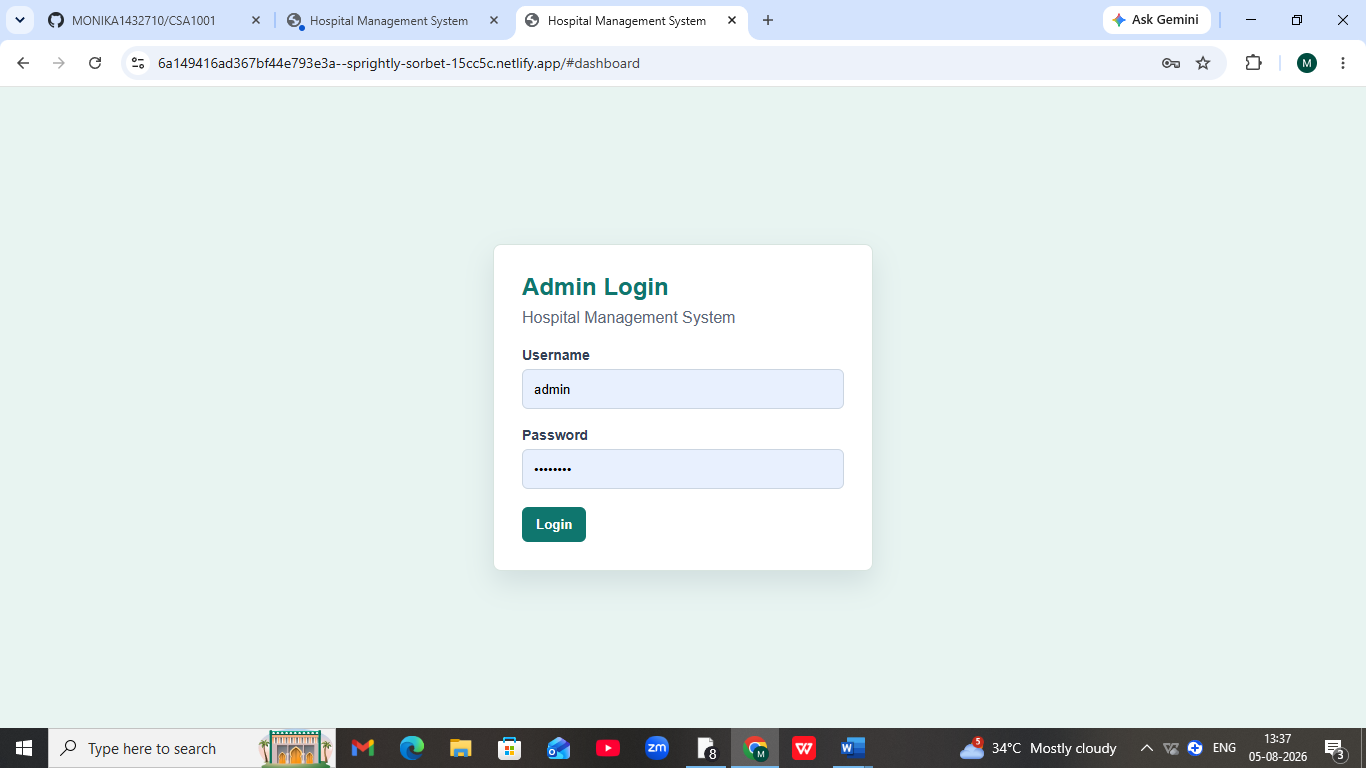 MONIKA1432710/CSA1001
Hospital Management System
Hospital Management System
Ask Gemini
6a149416ad367bf44e793e3a--sprightly-sorbet-15cc5c.netlify.app/#dashboard
M
Admin Login
Hospital Management System
Username
admin
Password
••••••••
Login
Type here to search
zm
8
M
W
W
5
34°C Mostly cloudy
ENG
13:37
05-08-2026
3